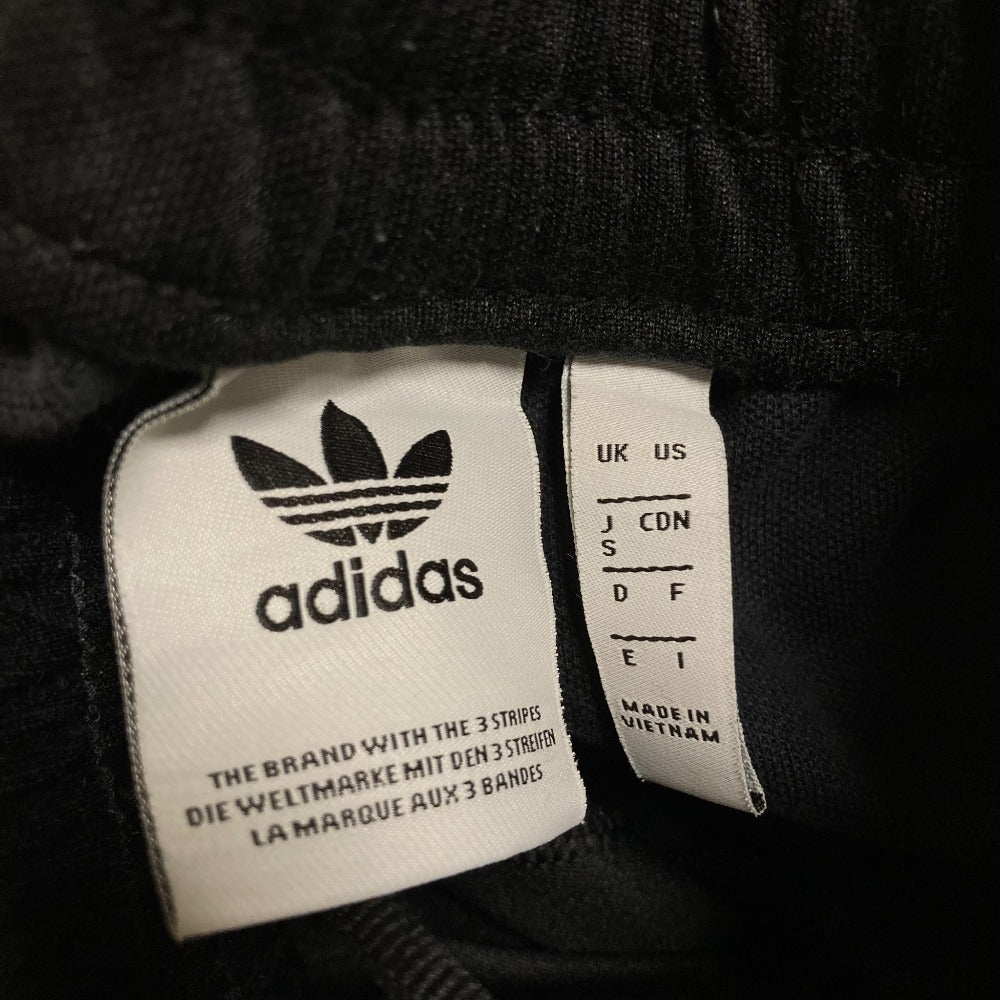 adidas
THE BRAND WITH THE 3 STRIPES
DIE WELTMARKE MIT DEN 3 STREIFEN
LA MARQUE AUX 3 BANDES
UK US
J CDN
S
D F
E I
MADE IN
VIETNAM